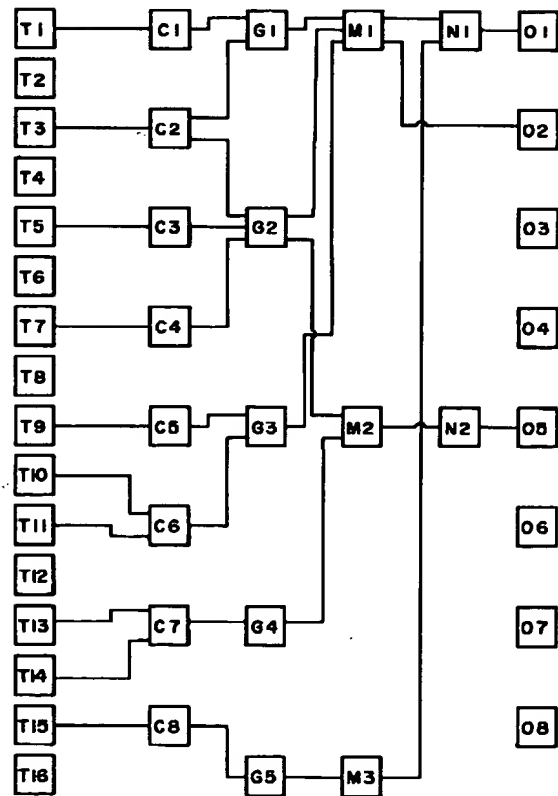 T1 C1 G1 M1 N1 O1
T2
T3 C2 O2
T4
T5 C3 G2 O3
T6
T7 C4 O4
T8
T9 C5 G3 M2 N2 O5
T10
T11 C6 O6
T12
T13 C7 G4 O7
T14
T15 C8 O8
T16 G5 M3